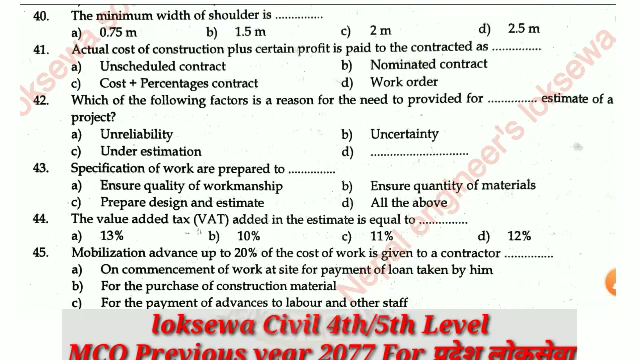 40. The minimum width of shoulder is ..............
a) 0.75 m b) 1.5 m c) 2 m d) 2.5 m
41. Actual cost of construction plus certain profit is paid to the contracted as ..............
a) Unscheduled contract b) Nominated contract
c) Cost + Percentages contract d) Work order
42. Which of the following factors is a reason for the need to provided for .............. estimate of a
project?
a) Unreliability b) Uncertainty
c) Under estimation d) ............................
43. Specification of work are prepared to ..............
a) Ensure quality of workmanship b) Ensure quantity of materials
c) Prepare design and estimate d) All the above
44. The value added tax (VAT) added in the estimate is equal to ..............
a) 13% b) 10% c) 11% d) 12%
45. Mobilization advance up to 20% of the cost of work is given to a contractor ..............
a) On commencement of work at site for payment of loan taken by him
b) For the purchase of construction material
c) For the payment of advances to labour and other staff
Nepal engineer's loksewa
loksewa
loksewa Civil 4th/5th Level
MCQ Previous year 2077 For प्रदेश लोकसेवा